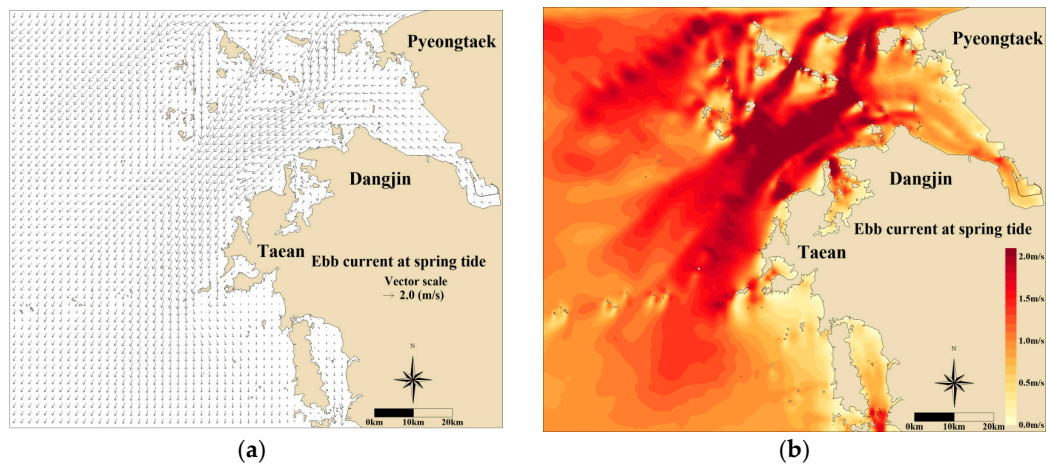 Pyeongtaek
Dangjin
Taean
Ebb current at spring tide
Vector scale
2.0 (m/s)
N
0km 10km 20km
(a)
Pyeongtaek
Dangjin
Ebb current at spring tide
Taean
2.0m/s
1.5m/s
1.0m/s
0.5m/s
0.0m/s
N
0km 10km 20km
(b)